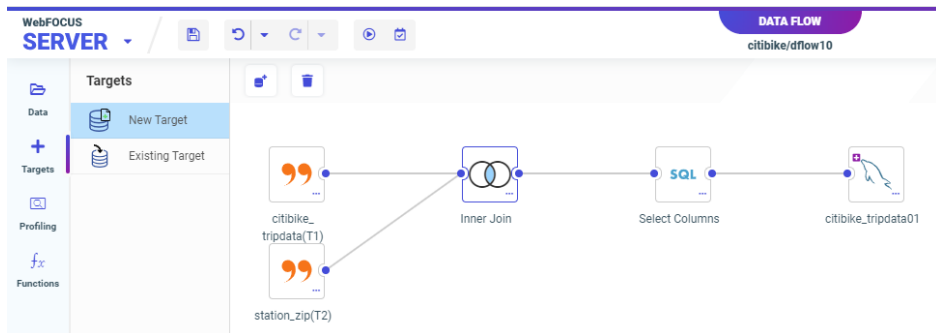 WebFOCUS
SERVER
DATA FLOW
citibike/dflow10
Data
Targets
Profiling
fx
Functions
Targets
New Target
Existing Target
citibike_
tripdata(T1)
station_zip(T2)
Inner Join
SQL
Select Columns
citibike_tripdata01